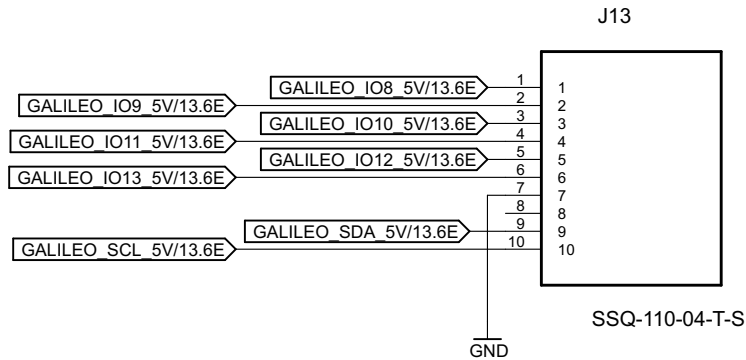 J13
GALILEO_IO8_5V/13.6E 1 1
GALILEO_IO9_5V/13.6E 2 2
GALILEO_IO10_5V/13.6E 3 3
GALILEO_IO11_5V/13.6E 4 4
GALILEO_IO12_5V/13.6E 5 5
GALILEO_IO13_5V/13.6E 6 6
7 7
8 8
GALILEO_SDA_5V/13.6E 9 9
GALILEO_SCL_5V/13.6E 10 10
SSQ-110-04-T-S
GND